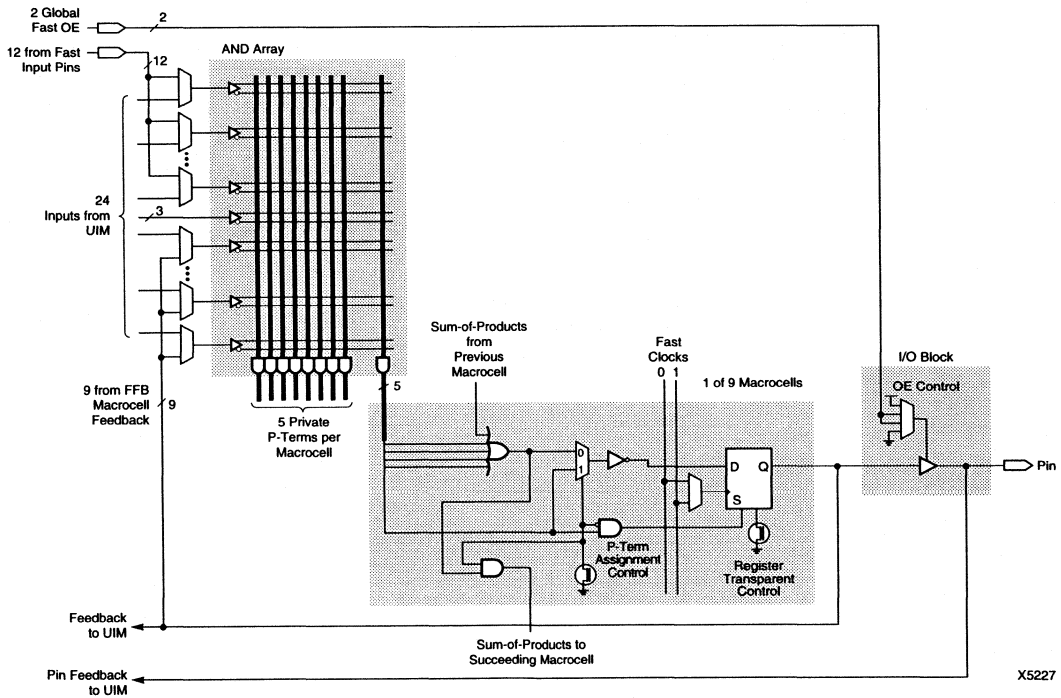 2 Global
Fast OE
2
2
12 from Fast
Input Pins
12
AND Array
24
Inputs from
UIM
3
9 from FFB
Macrocell
Feedback
9
5 Private
P-Terms per
Macrocell
5
Sum-of-Products
from
Previous
Macrocell
Fast
Clocks
0 1
1 of 9 Macrocells
I/O Block
OE Control
0
1
D Q
S
Pin
P-Term
Assignment
Control
Register
Transparent
Control
Feedback
to UIM
Sum-of-Products to
Succeeding Macrocell
Pin Feedback
to UIM
X5227